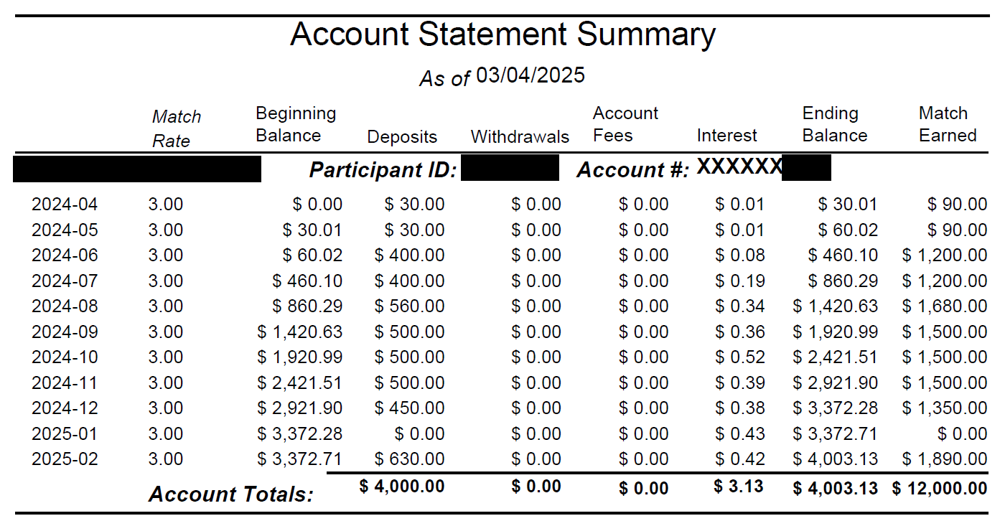 Account Statement Summary
As of 03/04/2025
Match Rate Beginning Balance Deposits Withdrawals Account Fees Interest Ending Balance Match Earned
Participant ID: Account #: XXXXXX
2024-04 3.00 $ 0.00 $ 30.00 $ 0.00 $ 0.00 $ 0.01 $ 30.01 $ 90.00
2024-05 3.00 $ 30.01 $ 30.00 $ 0.00 $ 0.00 $ 0.01 $ 60.02 $ 90.00
2024-06 3.00 $ 60.02 $ 400.00 $ 0.00 $ 0.00 $ 0.08 $ 460.10 $ 1,200.00
2024-07 3.00 $ 460.10 $ 400.00 $ 0.00 $ 0.00 $ 0.19 $ 860.29 $ 1,200.00
2024-08 3.00 $ 860.29 $ 560.00 $ 0.00 $ 0.00 $ 0.34 $ 1,420.63 $ 1,680.00
2024-09 3.00 $ 1,420.63 $ 500.00 $ 0.00 $ 0.00 $ 0.36 $ 1,920.99 $ 1,500.00
2024-10 3.00 $ 1,920.99 $ 500.00 $ 0.00 $ 0.00 $ 0.52 $ 2,421.51 $ 1,500.00
2024-11 3.00 $ 2,421.51 $ 500.00 $ 0.00 $ 0.00 $ 0.39 $ 2,921.90 $ 1,500.00
2024-12 3.00 $ 2,921.90 $ 450.00 $ 0.00 $ 0.00 $ 0.38 $ 3,372.28 $ 1,350.00
2025-01 3.00 $ 3,372.28 $ 0.00 $ 0.00 $ 0.00 $ 0.43 $ 3,372.71 $ 0.00
2025-02 3.00 $ 3,372.71 $ 630.00 $ 0.00 $ 0.00 $ 0.42 $ 4,003.13 $ 1,890.00
Account Totals: $ 4,000.00 $ 0.00 $ 0.00 $ 3.13 $ 4,003.13 $ 12,000.00